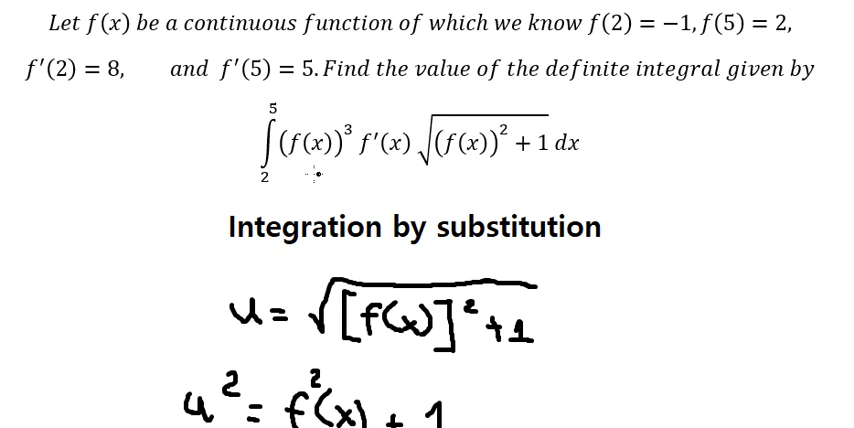 Let f(x) be a continuous function of which we know f(2) = −1, f(5) = 2,
f'(2) = 8, and f'(5) = 5. Find the value of the definite integral given by
∫₂⁵ (f(x))³ f'(x) √((f(x))² + 1) dx
Integration by substitution
u = √([f(x)]² + 1)
u² = f²(x) + 1